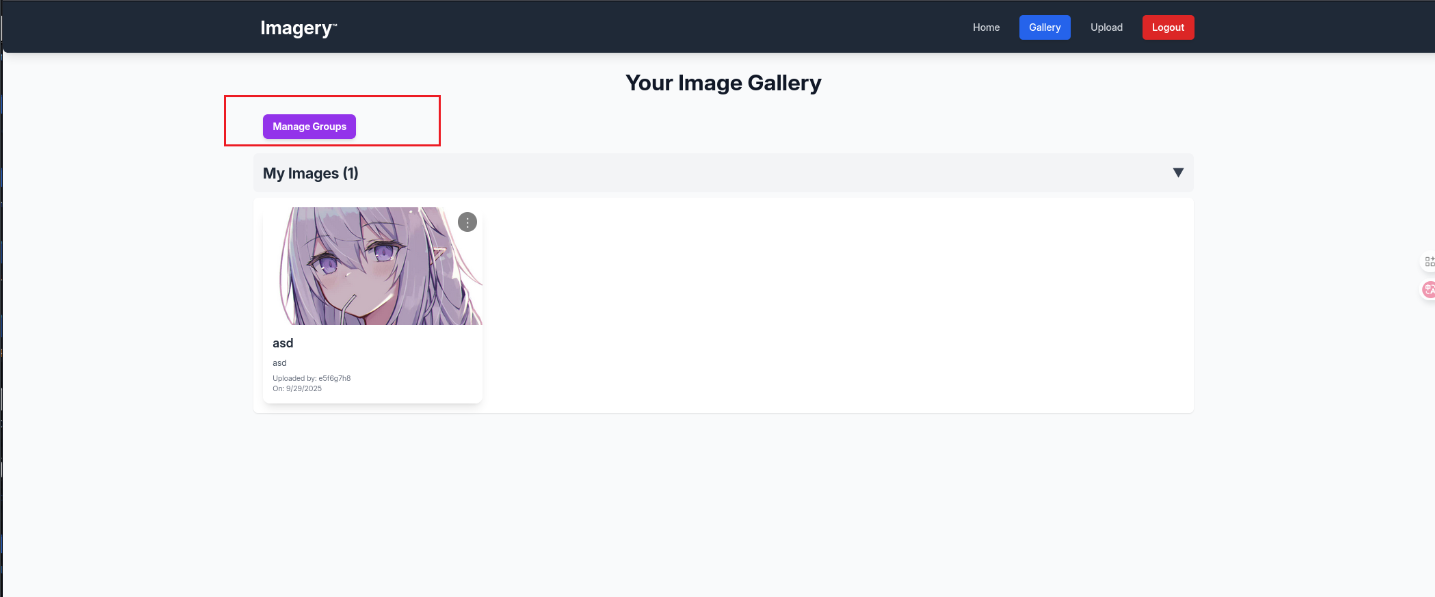 Imagery™
Home Gallery Upload Logout
Your Image Gallery
Manage Groups
My Images (1)
asd
asd
Uploaded by: e5f6g7h8
On: 9/29/2025